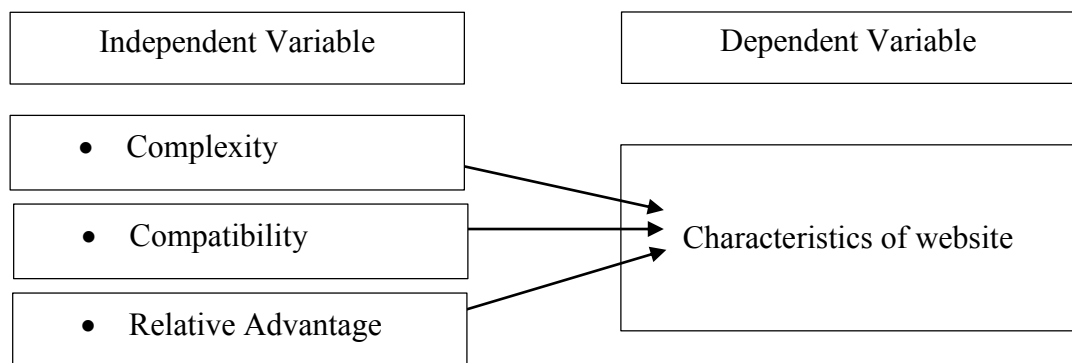 Independent Variable
Dependent Variable
• Complexity
• Compatibility
• Relative Advantage
Characteristics of website